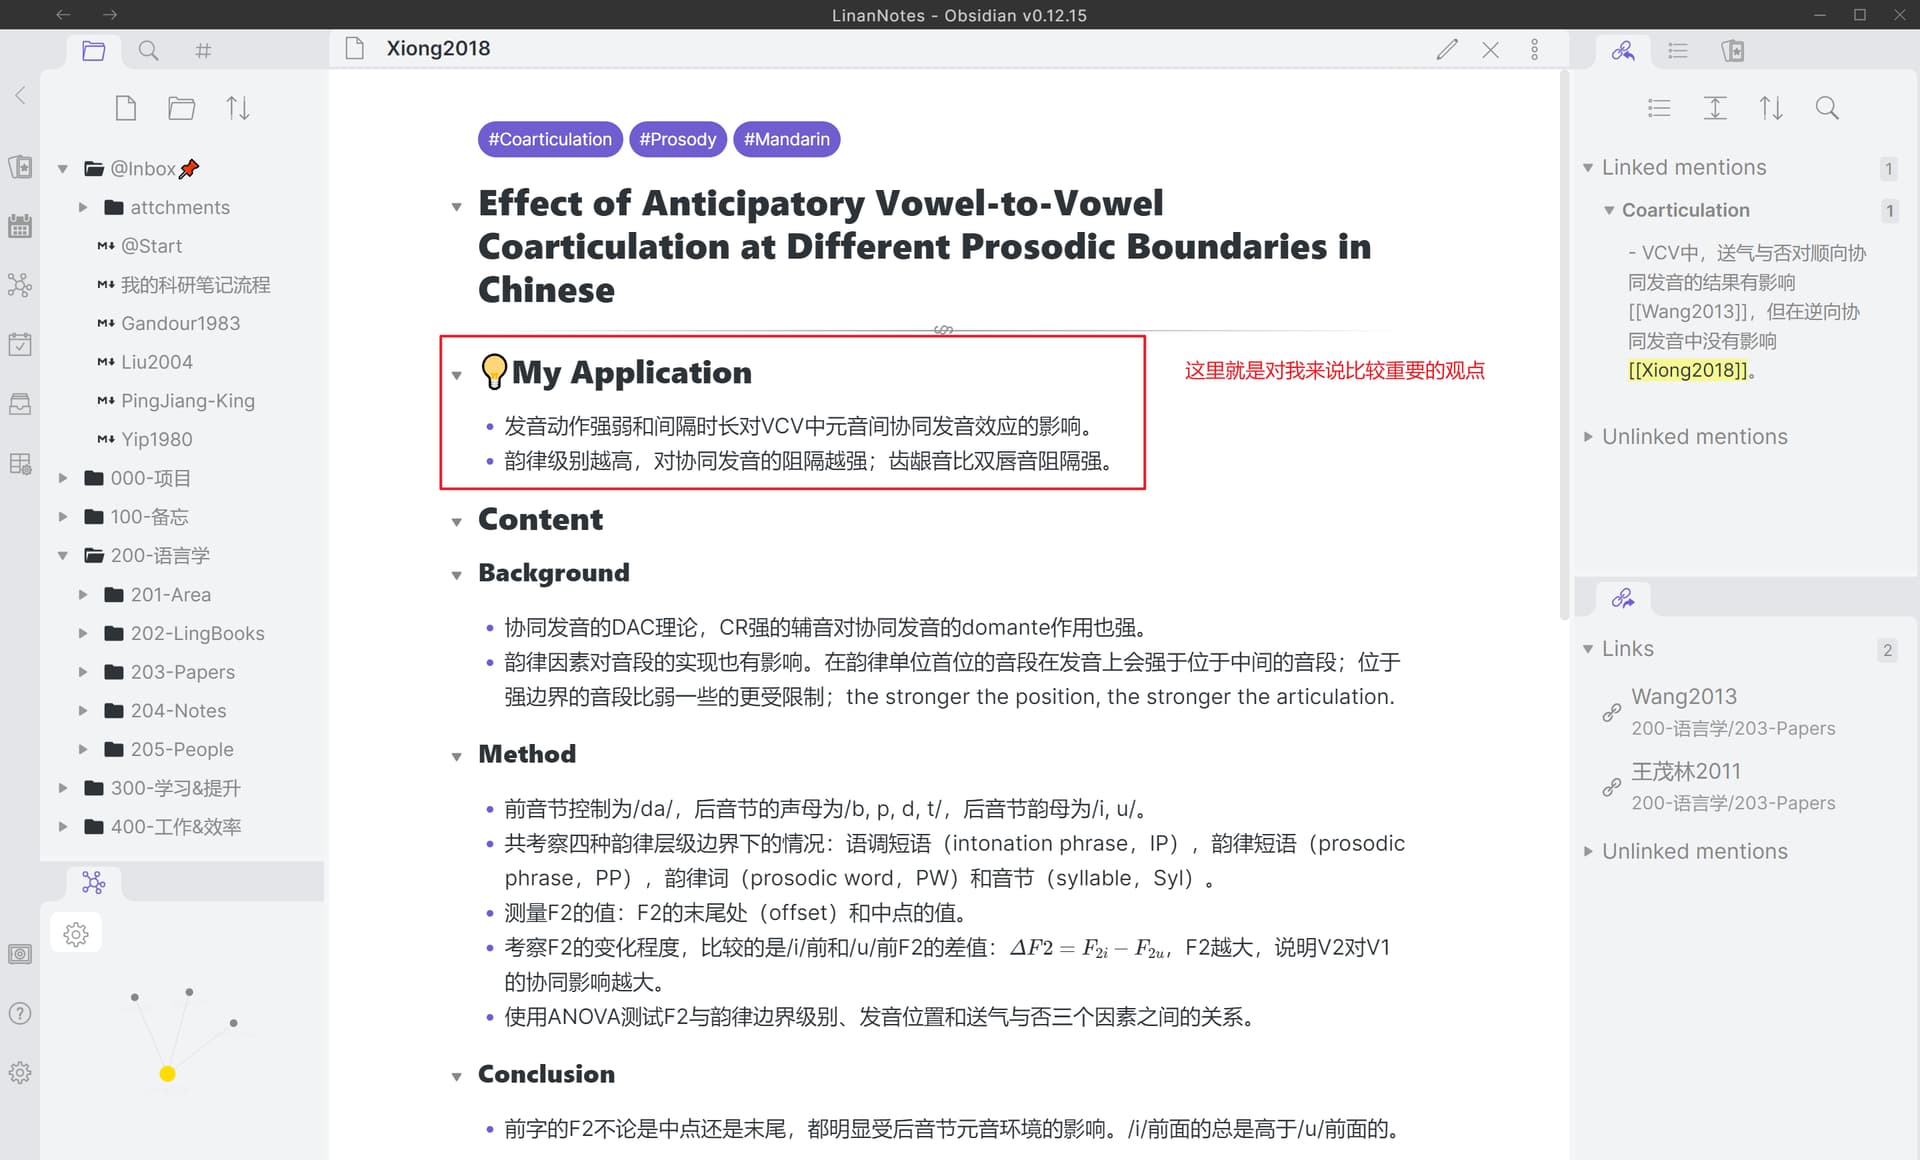 LinanNotes - Obsidian v0.12.15
Xiong2018
@Inbox
attchments
@Start
我的科研笔记流程
Gandour1983
Liu2004
PingJiang-King
Yip1980
000-项目
100-备忘
200-语言学
201-Area
202-LingBooks
203-Papers
204-Notes
205-People
300-学习&提升
400-工作&效率
#Coarticulation #Prosody #Mandarin
Effect of Anticipatory Vowel-to-Vowel
Coarticulation at Different Prosodic Boundaries in
Chinese
My Application
这里就是对我来说比较重要的观点
发音动作强弱和间隔时长对VCV中元音间协同发音效应的影响。
韵律级别越高，对协同发音的阻隔越强；齿龈音比双唇音阻隔强。
Content
Background
协同发音的DAC理论，CR强的辅音对协同发音的domante作用也强。
韵律因素对音段的实现也有影响。在韵律单位首位的音段在发音上会强于位于中间的音段；位于
强边界的音段比弱一些的更受限制；the stronger the position, the stronger the articulation.
Method
前音节控制为/da/，后音节的声母为/b, p, d, t/，后音节韵母为/i, u/。
共考察四种韵律层级边界下的情况：语调短语（intonation phrase，IP），韵律短语（prosodic
phrase，PP），韵律词（prosodic word，PW）和音节（syllable，Syl）。
测量F2的值：F2的末尾处（offset）和中点的值。
考察F2的变化程度，比较的是/i/前和/u/前F2的差值：ΔF2 = F₂ᵢ − F₂ᵤ，F2越大，说明V2对V1
的协同影响越大。
使用ANOVA测试F2与韵律边界级别、发音位置和送气与否三个因素之间的关系。
Conclusion
前字的F2不论是中点还是末尾，都明显受后音节元音环境的影响。/i/前面的总是高于/u/前面的。
Linked mentions 1
Coarticulation 1
- VCV中，送气与否对顺向协
同发音的结果有影响
[[Wang2013]]，但在逆向协
同发音中没有影响
[[Xiong2018]]。
Unlinked mentions
Links 2
Wang2013
200-语言学/203-Papers
王茂林2011
200-语言学/203-Papers
Unlinked mentions